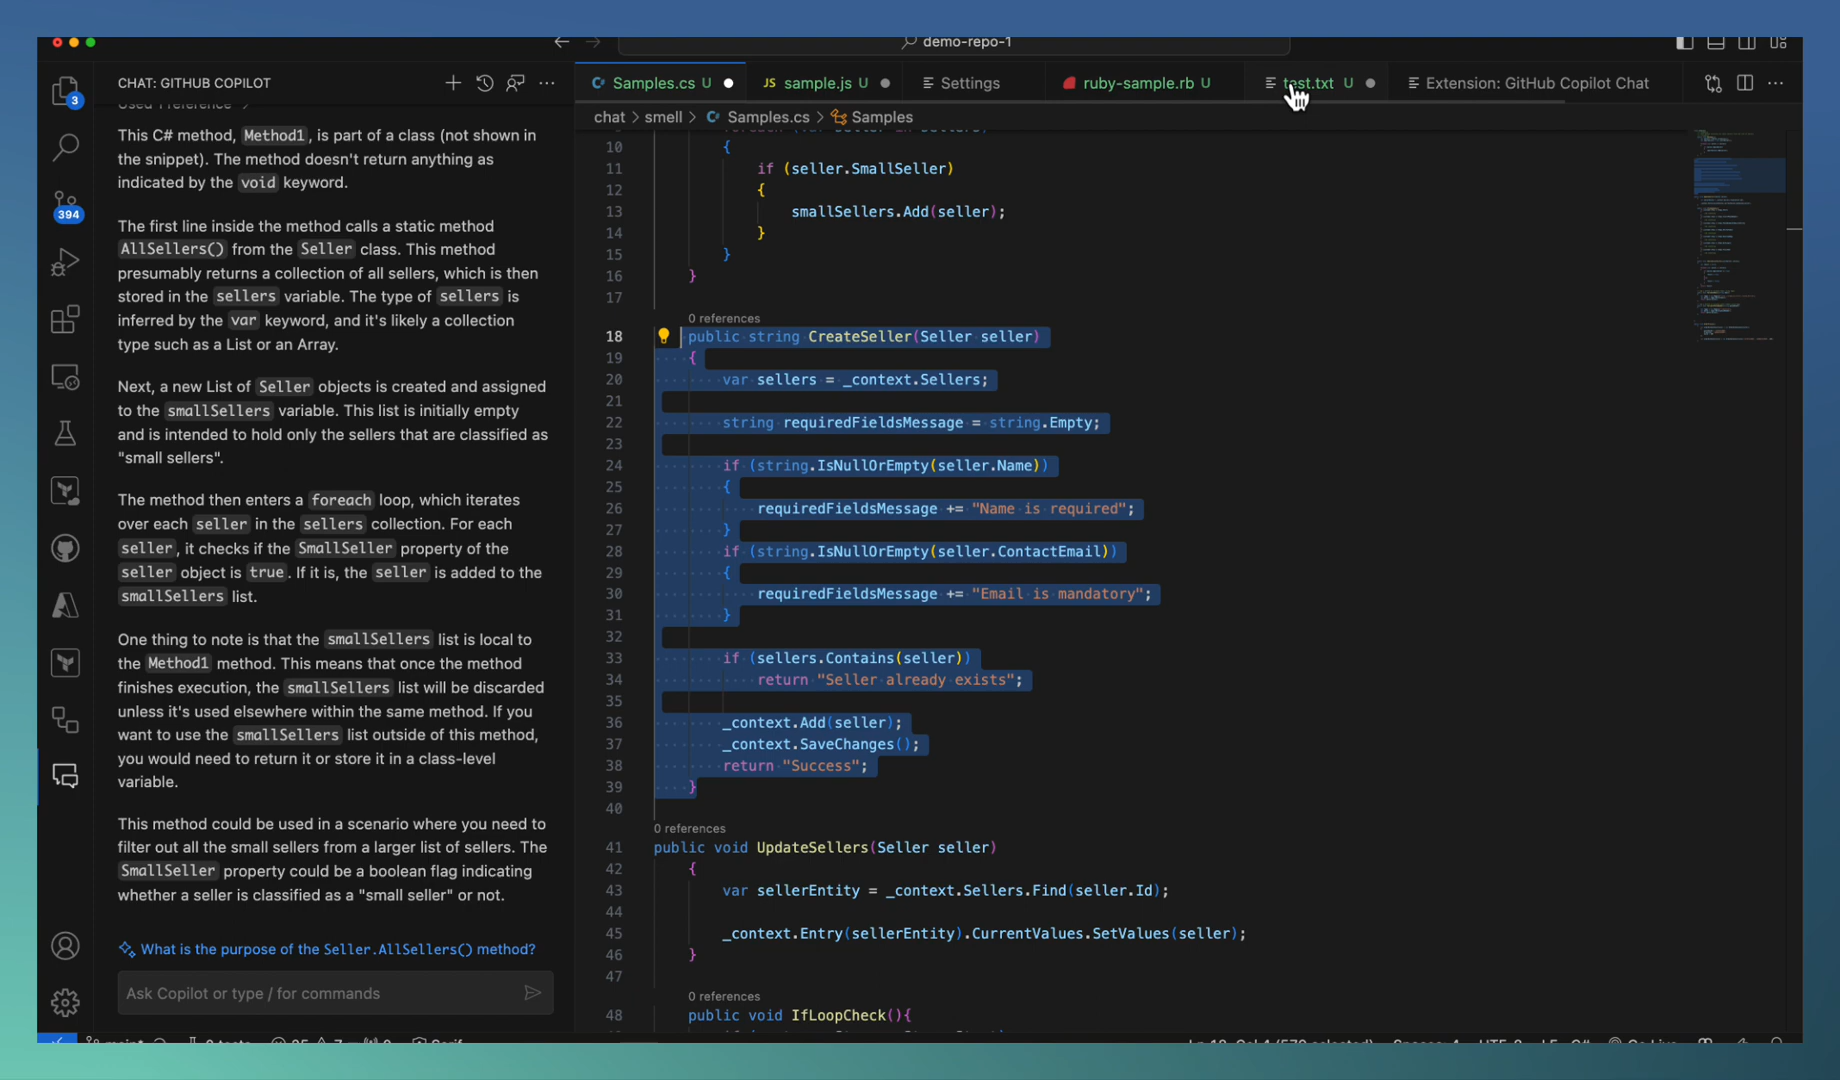 demo-repo-1
CHAT: GITHUB COPILOT
Samples.cs U
sample.js U
Settings
ruby-sample.rb U
test.txt U
Extension: GitHub Copilot Chat
chat > smell > Samples.cs > Samples
3
394
This C# method, Method1, is part of a class (not shown in
the snippet). The method doesn't return anything as
indicated by the void keyword.
The first line inside the method calls a static method
AllSellers() from the Seller class. This method
presumably returns a collection of all sellers, which is then
stored in the sellers variable. The type of sellers is
inferred by the var keyword, and it's likely a collection
type such as a List or an Array.
Next, a new List of Seller objects is created and assigned
to the smallSellers variable. This list is initially empty
and is intended to hold only the sellers that are classified as
"small sellers".
The method then enters a foreach loop, which iterates
over each seller in the sellers collection. For each
seller, it checks if the SmallSeller property of the
seller object is true. If it is, the seller is added to the
smallSellers list.
One thing to note is that the smallSellers list is local to
the Method1 method. This means that once the method
finishes execution, the smallSellers list will be discarded
unless it's used elsewhere within the same method. If you
want to use the smallSellers list outside of this method,
you would need to return it or store it in a class-level
variable.
This method could be used in a scenario where you need to
filter out all the small sellers from a larger list of sellers. The
SmallSeller property could be a boolean flag indicating
whether a seller is classified as a "small seller" or not.
What is the purpose of the Seller.AllSellers() method?
Ask Copilot or type / for commands
10 {
11 if (seller.SmallSeller)
12 {
13 smallSellers.Add(seller);
14 }
15 }
16 }
17
0 references
18 public string CreateSeller(Seller seller)
19 {
20 var sellers = _context.Sellers;
21
22 string requiredFieldsMessage = string.Empty;
23
24 if (string.IsNullOrEmpty(seller.Name))
25 {
26 requiredFieldsMessage += "Name is required";
27 }
28 if (string.IsNullOrEmpty(seller.ContactEmail))
29 {
30 requiredFieldsMessage += "Email is mandatory";
31 }
32
33 if (sellers.Contains(seller))
34 return "Seller already exists";
35
36 _context.Add(seller);
37 _context.SaveChanges();
38 return "Success";
39 }
40
0 references
41 public void UpdateSellers(Seller seller)
42 {
43 var sellerEntity = _context.Sellers.Find(seller.Id);
44
45 _context.Entry(sellerEntity).CurrentValues.SetValues(seller);
46 }
47
0 references
48 public void IfLoopCheck(){